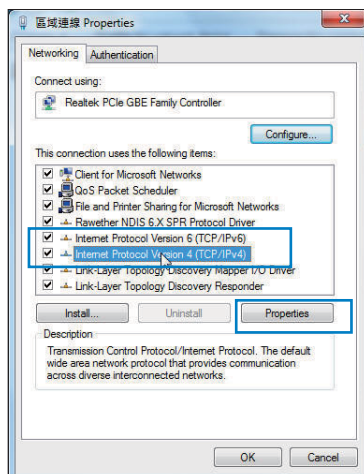 區域連線 Properties
Networking Authentication
Connect using:
Realtek PCIe GBE Family Controller
Configure...
This connection uses the following items:
Client for Microsoft Networks
QoS Packet Scheduler
File and Printer Sharing for Microsoft Networks
Rawether NDIS 6.X SPR Protocol Driver
Internet Protocol Version 6 (TCP/IPv6)
Internet Protocol Version 4 (TCP/IPv4)
Link-Layer Topology Discovery Mapper I/O Driver
Link-Layer Topology Discovery Responder
Install... Uninstall Properties
Description
Transmission Control Protocol/Internet Protocol. The default
wide area network protocol that provides communication
across diverse interconnected networks.
OK Cancel